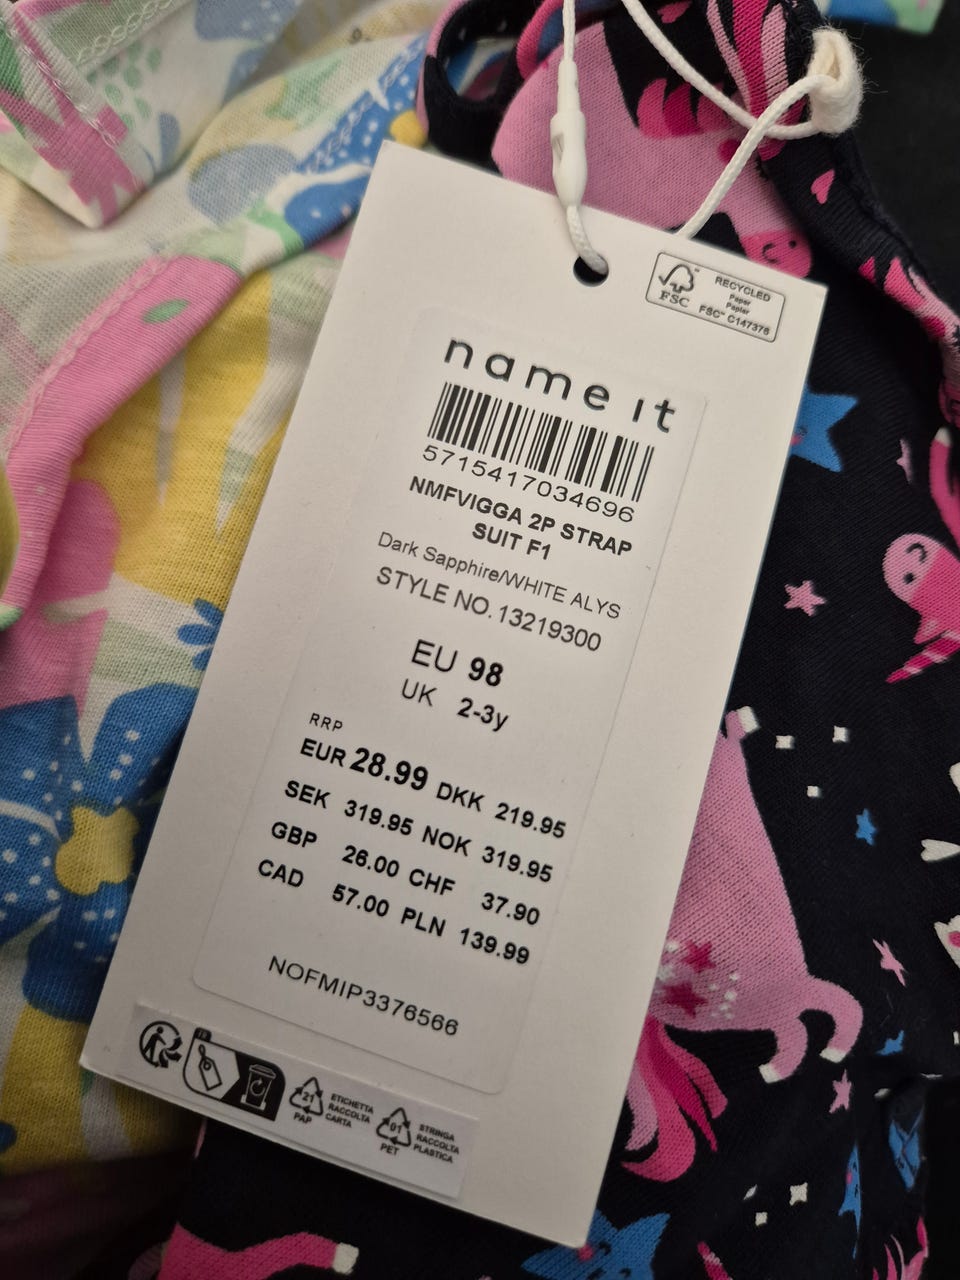 FSC™
RECYCLED
Paper
Papier
FSC™ C147376
name it
5715417034696
NMFVIGGA 2P STRAP
SUIT F1
Dark Sapphire/WHITE ALYS
STYLE NO. 13219300
EU 98
UK 2-3y
RRP
EUR 28.99 DKK 219.95
SEK 319.95 NOK 319.95
GBP 26.00 CHF 37.90
CAD 57.00 PLN 139.99
NOFMIP3376566
21
PAP
ETICHETTA
RACCOLTA
CARTA
01
PET
STRINGA
RACCOLTA
PLASTICA